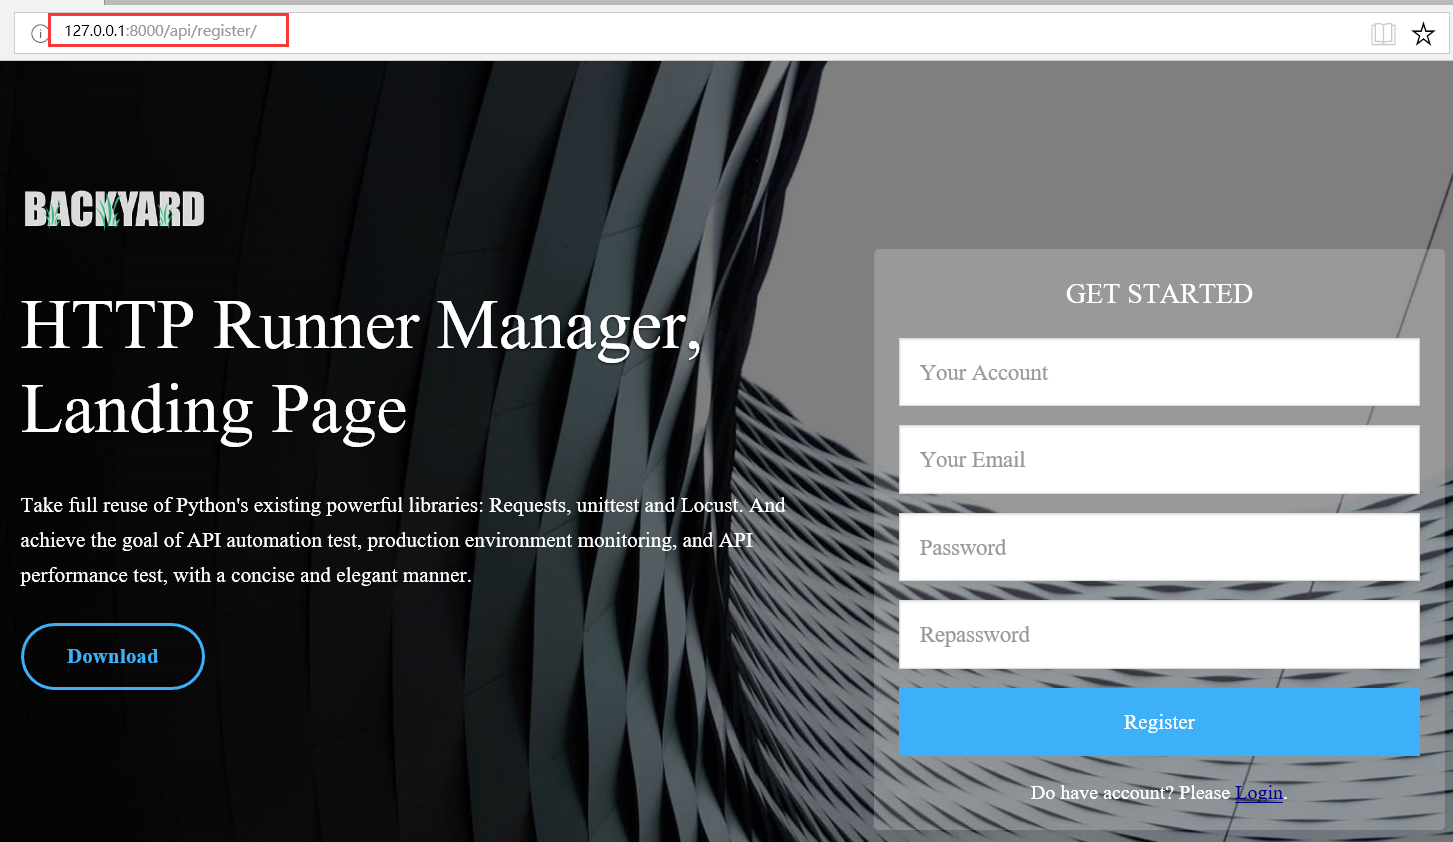 127.0.0.1:8000/api/register/
BACKYARD
HTTP Runner Manager,
Landing Page
Take full reuse of Python's existing powerful libraries: Requests, unittest and Locust. And
achieve the goal of API automation test, production environment monitoring, and API
performance test, with a concise and elegant manner.
Download
GET STARTED
Your Account
Your Email
Password
Repassword
Register
Do have account? Please Login.